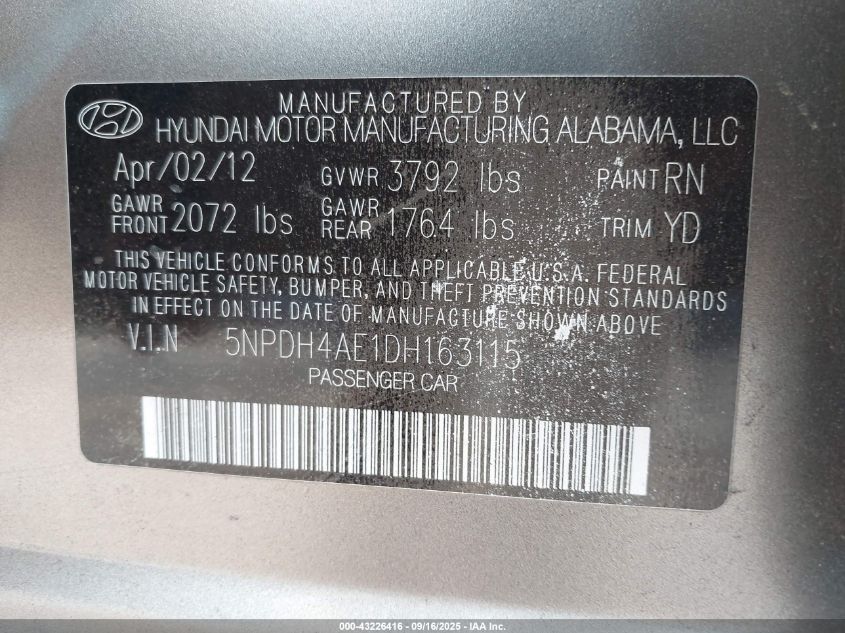 MANUFACTURED BY
HYUNDAI MOTOR MANUFACTURING ALABAMA, LLC
Apr/02/12 GVWR 3792 lbs PAINT RN
GAWR FRONT 2072 lbs GAWR REAR 1764 lbs TRIM YD
THIS VEHICLE CONFORMS TO ALL APPLICABLE U.S.A. FEDERAL
MOTOR VEHICLE SAFETY, BUMPER, AND THEFT PREVENTION STANDARDS
IN EFFECT ON THE DATE OF MANUFACTURE SHOWN ABOVE.
V.I.N 5NPDH4AE1DH163115
PASSENGER CAR
000-43226416 - 09/16/2025 - IAA Inc.